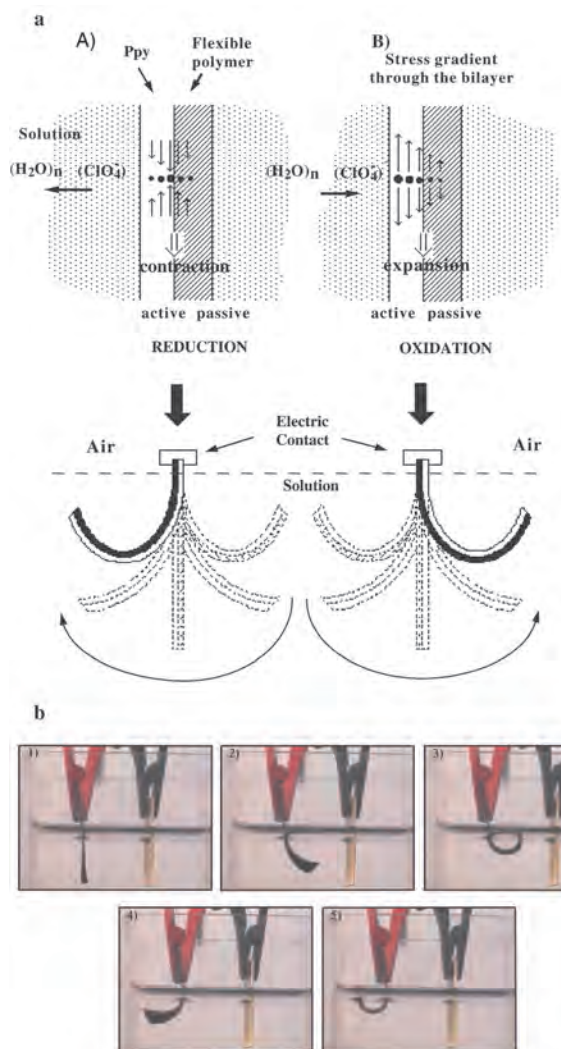 a
A)
B)
Ppy
Flexible
polymer
Stress gradient
through the bilayer
Solution
(H2O)n (ClO4-)
(H2O)n (ClO4-)
contraction
expansion
active passive
active passive
REDUCTION
OXIDATION
Air
Electric
Contact
Air
Solution
b
1)
2)
3)
4)
5)